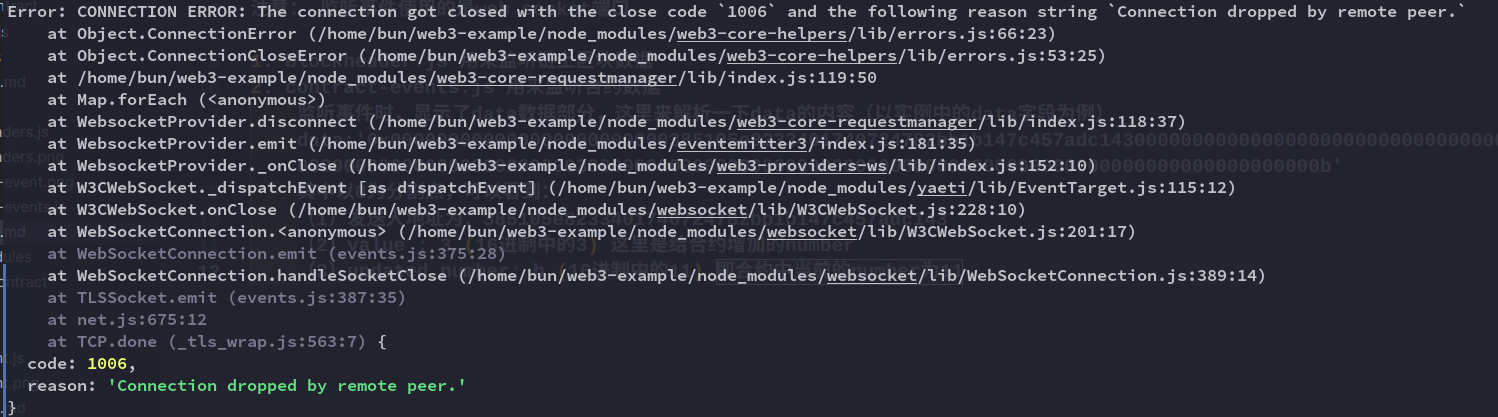 Error: CONNECTION ERROR: The connection got closed with the close code `1006` and the following reason string `Connection dropped by remote peer.`
at Object.ConnectionError (/home/bun/web3-example/node_modules/web3-core-helpers/lib/errors.js:66:23)
at Object.ConnectionCloseError (/home/bun/web3-example/node_modules/web3-core-helpers/lib/errors.js:53:25)
at /home/bun/web3-example/node_modules/web3-core-requestmanager/lib/index.js:119:50
at Map.forEach (<anonymous>)
at WebsocketProvider.disconnect (/home/bun/web3-example/node_modules/web3-core-requestmanager/lib/index.js:118:37)
at WebsocketProvider.emit (/home/bun/web3-example/node_modules/eventemitter3/index.js:181:35)
at WebsocketProvider._onClose (/home/bun/web3-example/node_modules/web3-providers-ws/lib/index.js:152:10)
at W3CWebSocket._dispatchEvent [as dispatchEvent] (/home/bun/web3-example/node_modules/yaeti/lib/EventTarget.js:115:12)
at W3CWebSocket.onClose (/home/bun/web3-example/node_modules/websocket/lib/W3CWebSocket.js:228:10)
at WebSocketConnection.<anonymous> (/home/bun/web3-example/node_modules/websocket/lib/W3CWebSocket.js:201:17)
at WebSocketConnection.emit (events.js:375:28)
at WebSocketConnection.handleSocketClose (/home/bun/web3-example/node_modules/websocket/lib/WebSocketConnection.js:389:14)
at TLSSocket.emit (events.js:387:35)
at net.js:675:12
at TCP.done (_tls_wrap.js:563:7) {
code: 1006,
reason: 'Connection dropped by remote peer.'
}